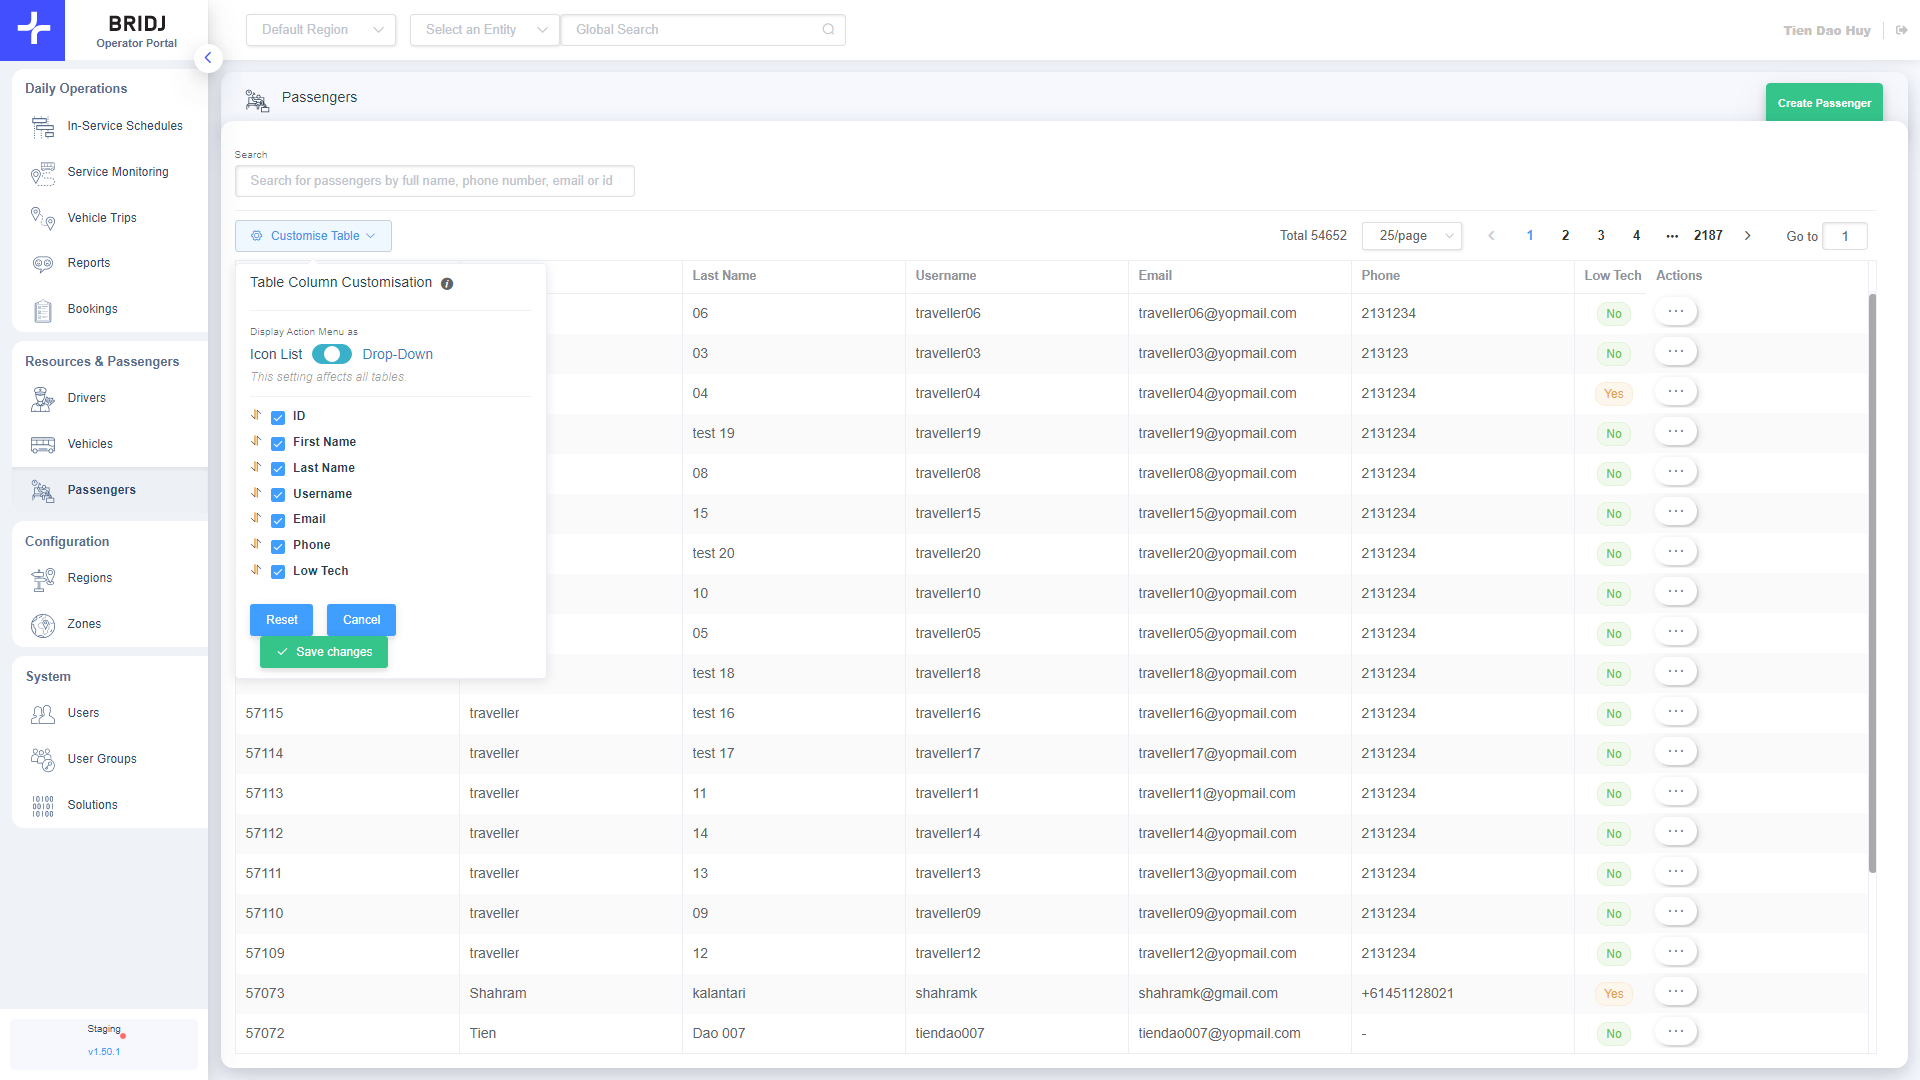 BRIDJ
Operator Portal
Default Region
Select an Entity
Global Search
Tien Dao Huy
Daily Operations
In-Service Schedules
Service Monitoring
Vehicle Trips
Reports
Bookings
Resources & Passengers
Drivers
Vehicles
Passengers
Configuration
Regions
Zones
System
Users
User Groups
Solutions
Staging
v1.50.1
Passengers
Create Passenger
Search
Search for passengers by full name, phone number, email or id
Customise Table
Total 54652 25/page 1 2 3 4 ••• 2187 Go to 1
Table Column Customisation
Display Action Menu as
Icon List Drop-Down
This setting affects all tables.
ID
First Name
Last Name
Username
Email
Phone
Low Tech
Reset Cancel
Save changes
Last Name Username Email Phone Low Tech Actions
06 traveller06 traveller06@yopmail.com 2131234 No ...
03 traveller03 traveller03@yopmail.com 213123 No ...
04 traveller04 traveller04@yopmail.com 2131234 Yes ...
test 19 traveller19 traveller19@yopmail.com 2131234 No ...
08 traveller08 traveller08@yopmail.com 2131234 No ...
15 traveller15 traveller15@yopmail.com 2131234 No ...
test 20 traveller20 traveller20@yopmail.com 2131234 No ...
10 traveller10 traveller10@yopmail.com 2131234 No ...
05 traveller05 traveller05@yopmail.com 2131234 No ...
test 18 traveller18 traveller18@yopmail.com 2131234 No ...
57115 traveller test 16 traveller16 traveller16@yopmail.com 2131234 No ...
57114 traveller test 17 traveller17 traveller17@yopmail.com 2131234 No ...
57113 traveller 11 traveller11 traveller11@yopmail.com 2131234 No ...
57112 traveller 14 traveller14 traveller14@yopmail.com 2131234 No ...
57111 traveller 13 traveller13 traveller13@yopmail.com 2131234 No ...
57110 traveller 09 traveller09 traveller09@yopmail.com 2131234 No ...
57109 traveller 12 traveller12 traveller12@yopmail.com 2131234 No ...
57073 Shahram kalantari shahramk shahramk@gmail.com +61451128021 Yes ...
57072 Tien Dao 007 tiendao007 tiendao007@yopmail.com - No ...